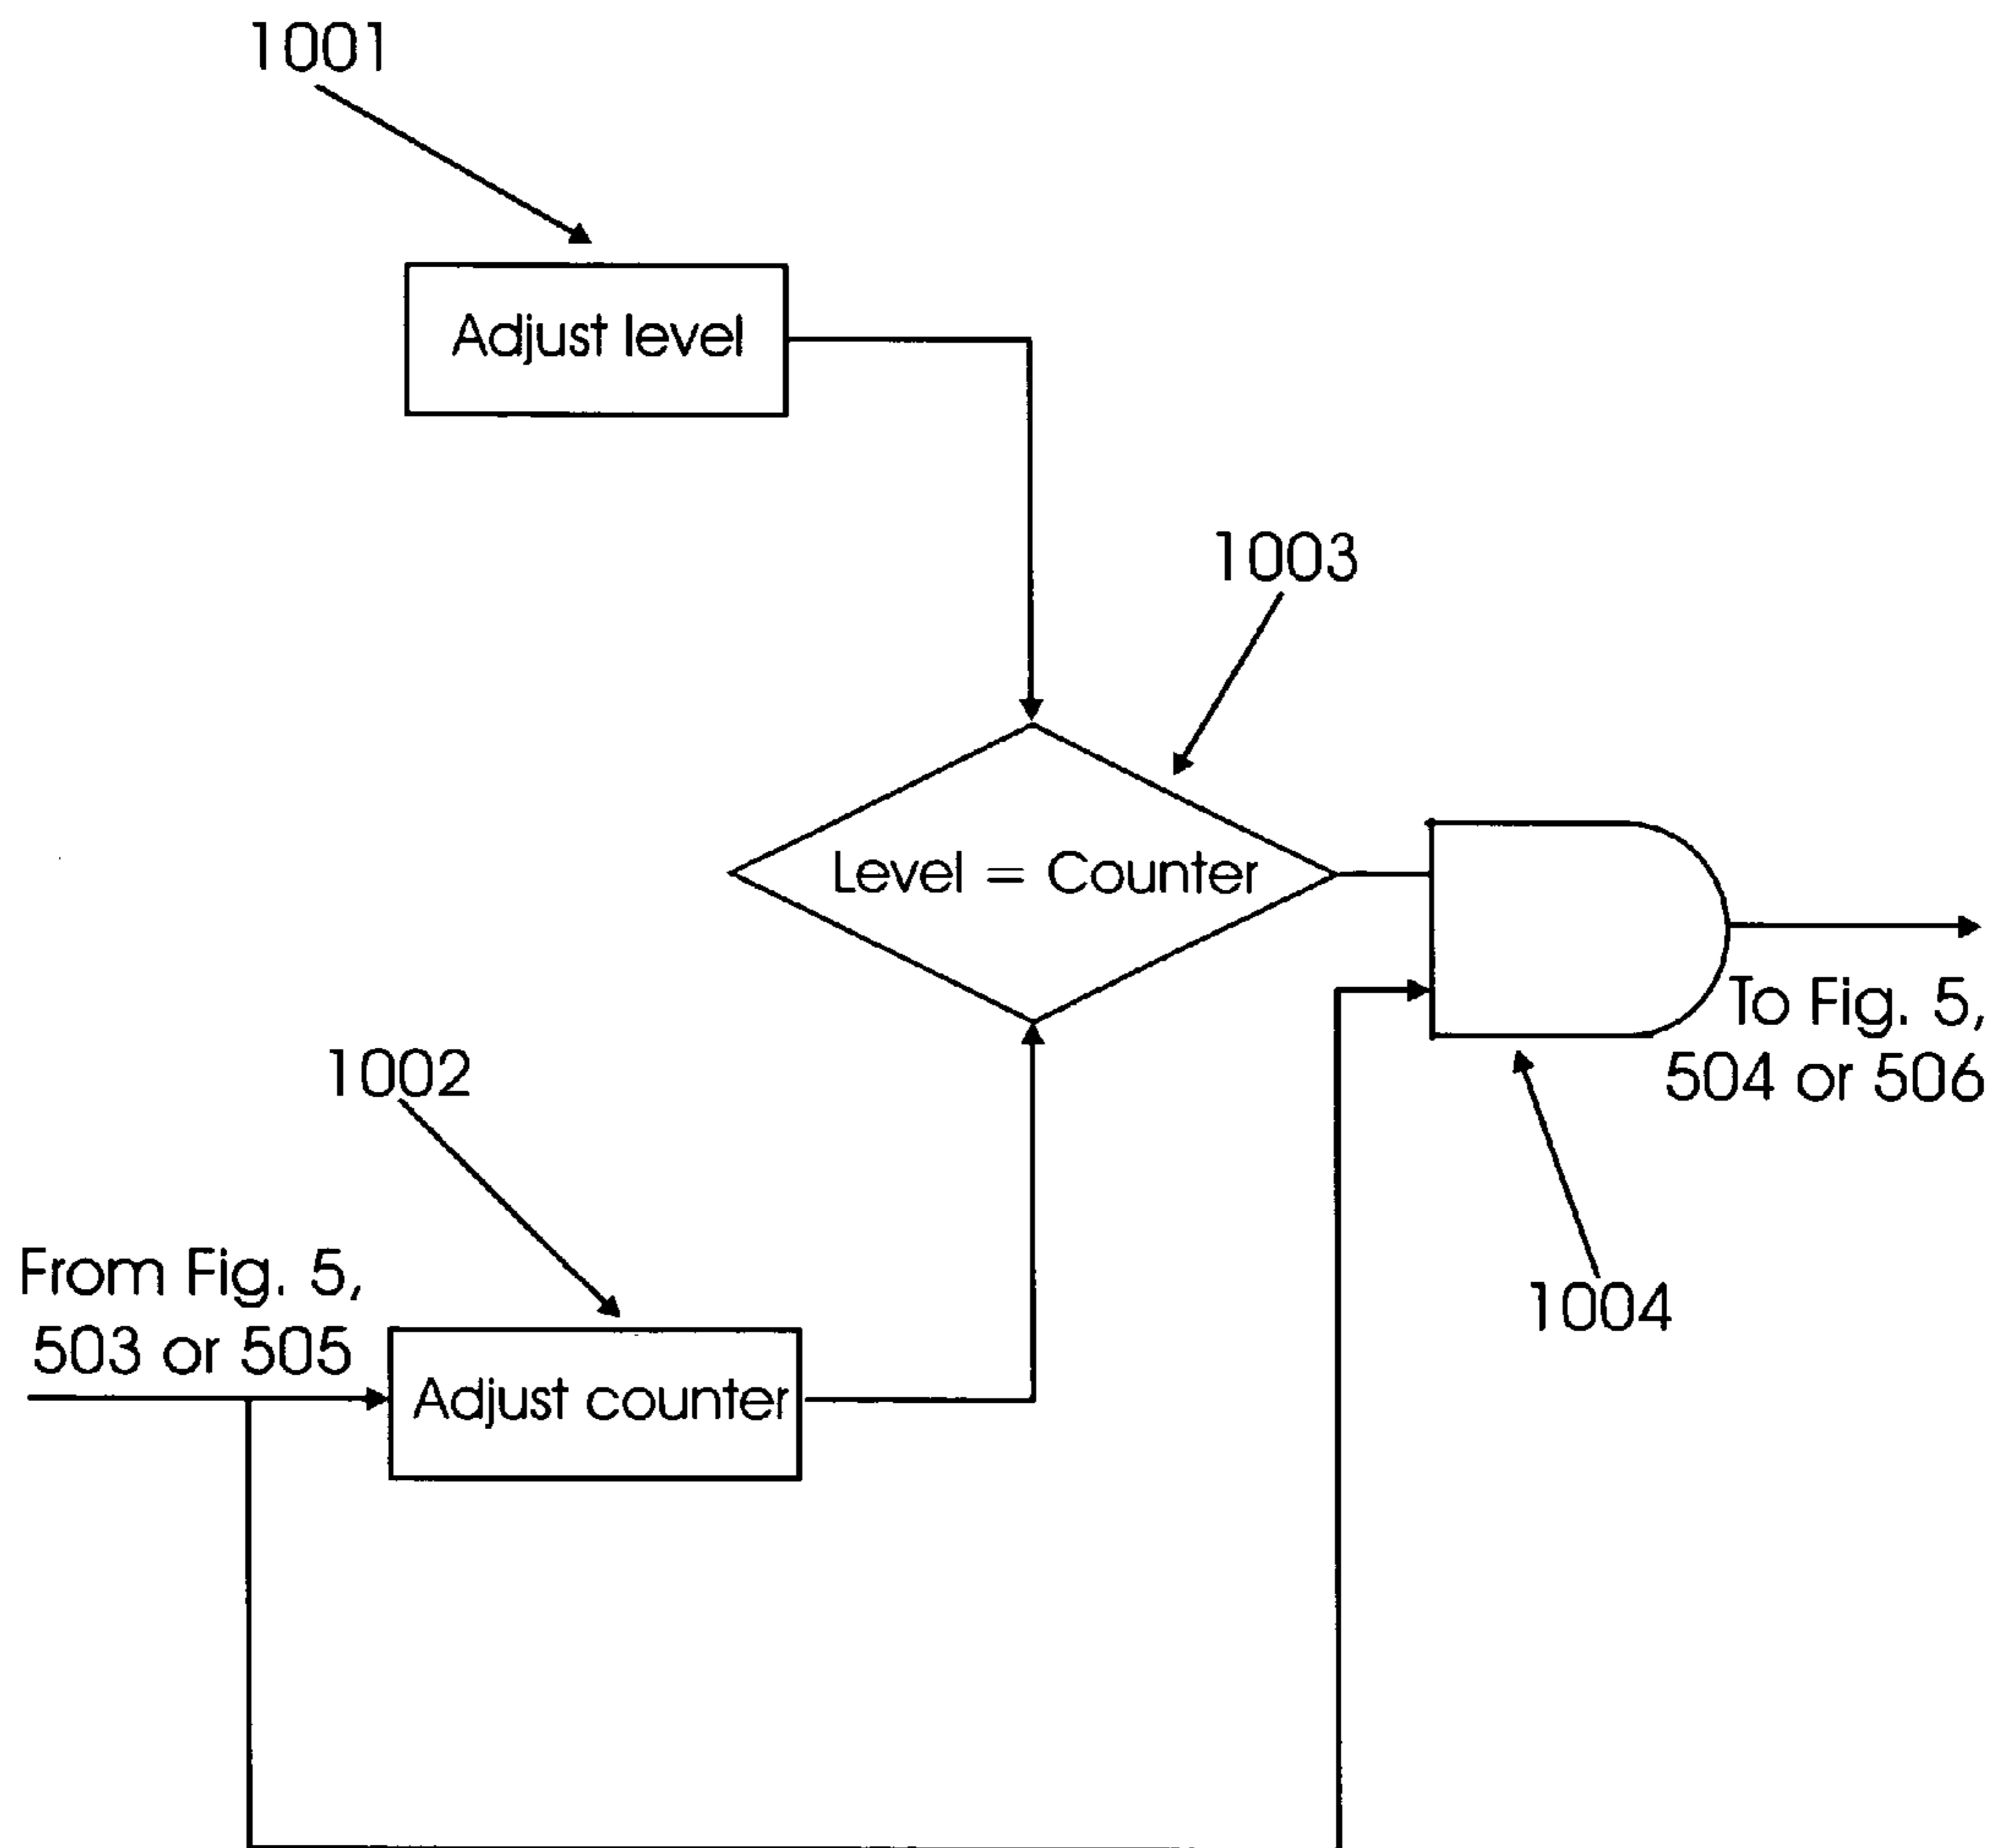 1001
Adjust level
1003
Level = Counter
To Fig. 5,
504 or 506
1002
1004
From Fig. 5,
503 or 505
Adjust counter